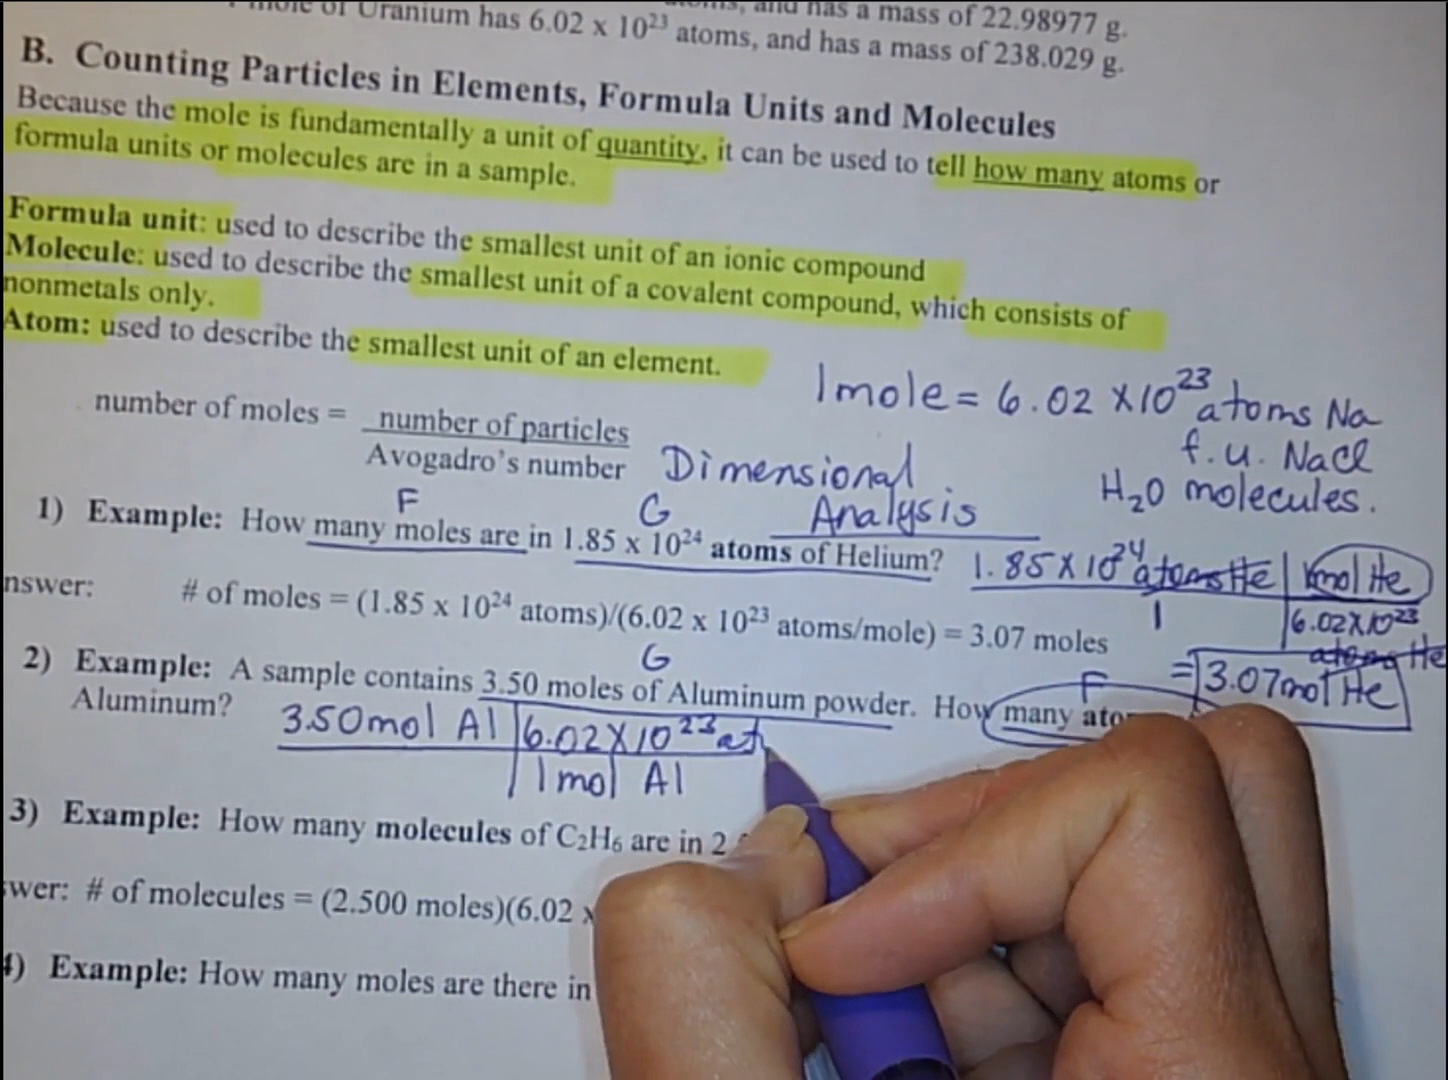 mole of Uranium has 6.02 x 10²³ atoms, and has a mass of 238.029 g.
and has a mass of 22.98977 g.
B. Counting Particles in Elements, Formula Units and Molecules
Because the mole is fundamentally a unit of quantity, it can be used to tell how many atoms or
formula units or molecules are in a sample.
Formula unit: used to describe the smallest unit of an ionic compound
Molecule: used to describe the smallest unit of a covalent compound, which consists of
nonmetals only.
Atom: used to describe the smallest unit of an element.
1 mole = 6.02 x 10²³ atoms Na
f.u. NaCl
H₂O molecules.
number of moles = number of particles
Avogadro's number
Dimensional
Analysis
F
G
1) Example: How many moles are in 1.85 x 10²⁴ atoms of Helium?
1.85 X 10²⁴ atoms He | 1 mol He
1 | 6.02 X 10²³
atoms He
nswer: # of moles = (1.85 x 10²⁴ atoms)/(6.02 x 10²³ atoms/mole) = 3.07 moles
= 3.07 mol He
G
F
2) Example: A sample contains 3.50 moles of Aluminum powder. How many ato
Aluminum?
3.50 mol Al | 6.02 X 10²³ at
1 mol Al
3) Example: How many molecules of C₂H₆ are in 2
swer: # of molecules = (2.500 moles)(6.02 x
4) Example: How many moles are there in